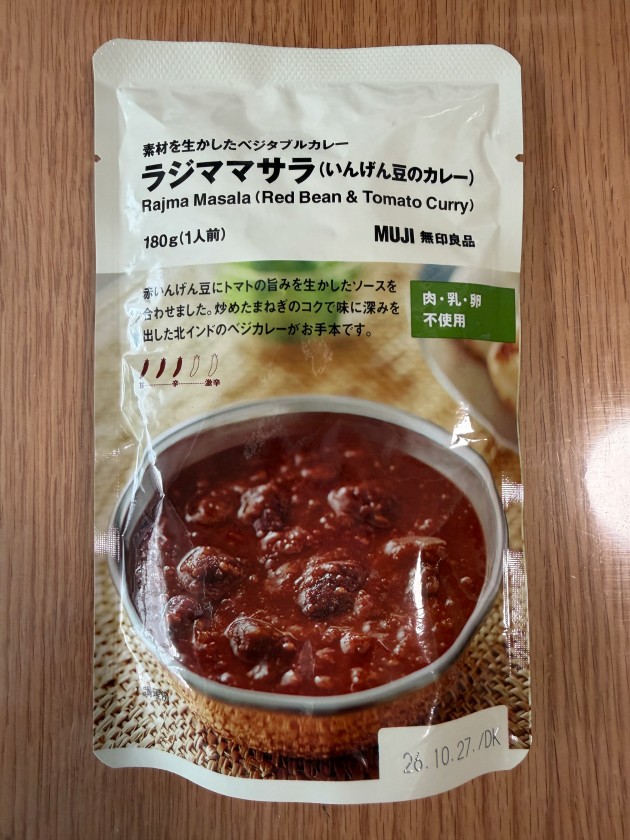 素材を生かしたベジタブルカレー
ラジママサラ(いんげん豆のカレー)
Rajma Masala (Red Bean & Tomato Curry)
180g(1人前)
MUJI 無印良品
赤いんげん豆にトマトの旨みを生かしたソースを
合わせました。炒めたまねぎのコクで味に深みを
出した北インドのベジカレーがお手本です。
肉・乳・卵
不使用
辛 激辛
26.10.27./DK